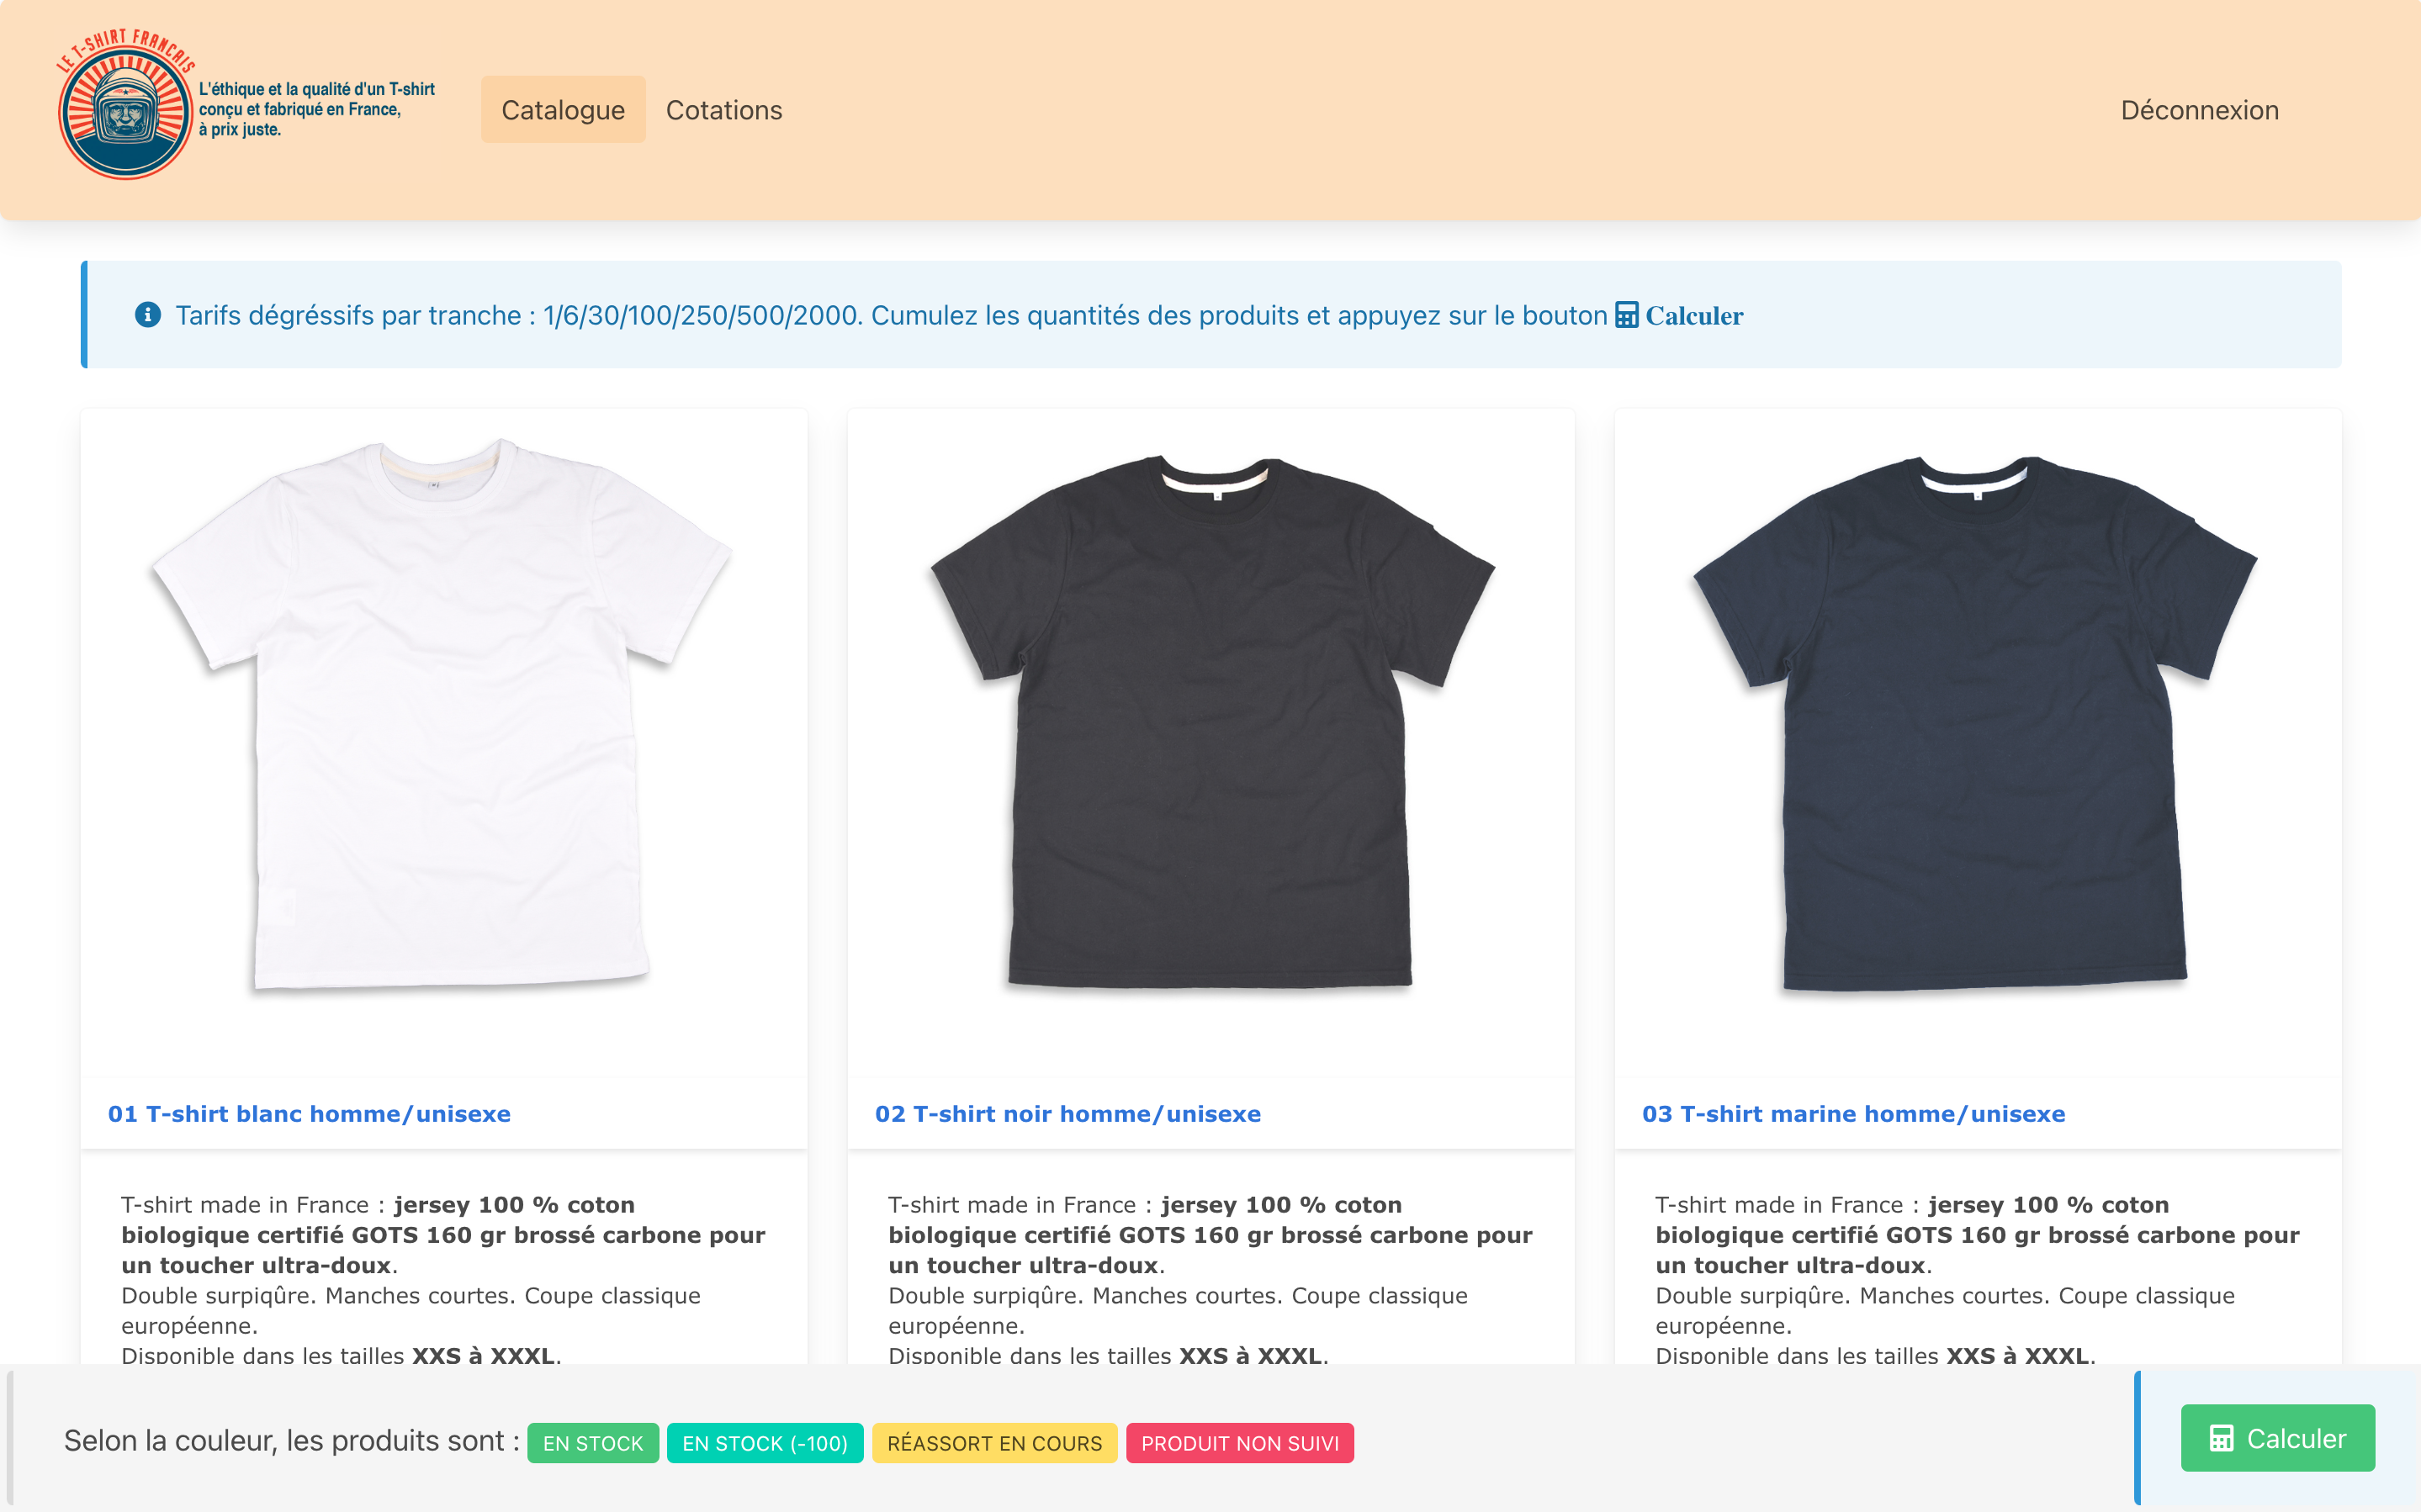 LE T-SHIRT FRANCAIS
L'éthique et la qualité d'un T-shirt
conçu et fabriqué en France,
à prix juste.
Catalogue
Cotations
Déconnexion
Tarifs dégréssifs par tranche : 1/6/30/100/250/500/2000. Cumulez les quantités des produits et appuyez sur le bouton Calculer
01 T-shirt blanc homme/unisexe
T-shirt made in France : jersey 100 % coton
biologique certifié GOTS 160 gr brossé carbone pour
un toucher ultra-doux.
Double surpiqûre. Manches courtes. Coupe classique
européenne.
Disponible dans les tailles XXS à XXXL.
02 T-shirt noir homme/unisexe
T-shirt made in France : jersey 100 % coton
biologique certifié GOTS 160 gr brossé carbone pour
un toucher ultra-doux.
Double surpiqûre. Manches courtes. Coupe classique
européenne.
Disponible dans les tailles XXS à XXXL.
03 T-shirt marine homme/unisexe
T-shirt made in France : jersey 100 % coton
biologique certifié GOTS 160 gr brossé carbone pour
un toucher ultra-doux.
Double surpiqûre. Manches courtes. Coupe classique
européenne.
Disponible dans les tailles XXS à XXXL.
Selon la couleur, les produits sont : EN STOCK EN STOCK (-100) RÉASSORT EN COURS PRODUIT NON SUIVI
Calculer